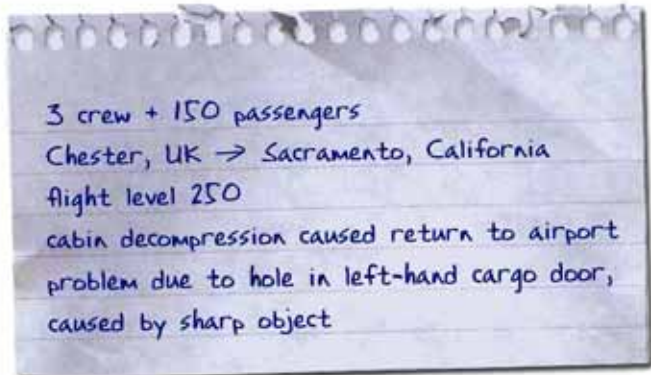 3 crew + 150 passengers
Chester, UK → Sacramento, California
flight level 250
cabin decompression caused return to airport
problem due to hole in left-hand cargo door,
caused by sharp object